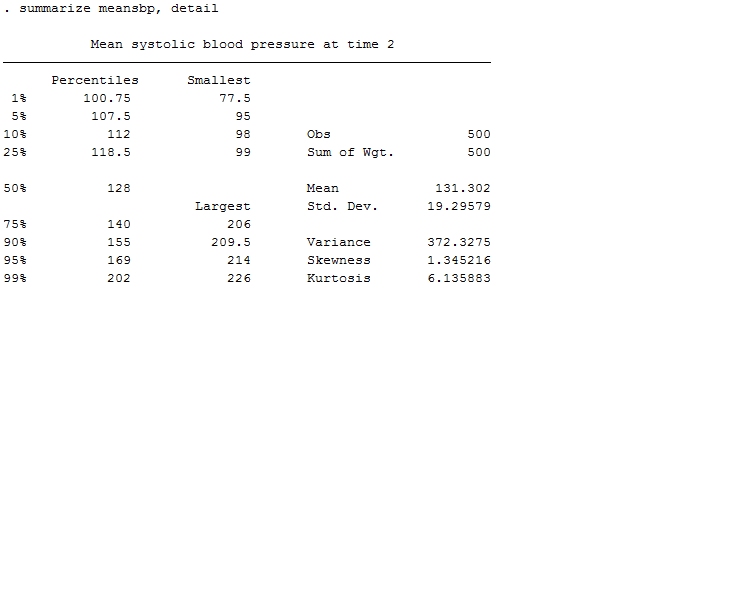 . summarize meansbp, detail
Mean systolic blood pressure at time 2
Percentiles Smallest
1% 100.75 77.5
5% 107.5 95
10% 112 98 Obs 500
25% 118.5 99 Sum of Wgt. 500
50% 128 Mean 131.302
Largest Std. Dev. 19.29579
75% 140 206
90% 155 209.5 Variance 372.3275
95% 169 214 Skewness 1.345216
99% 202 226 Kurtosis 6.135883